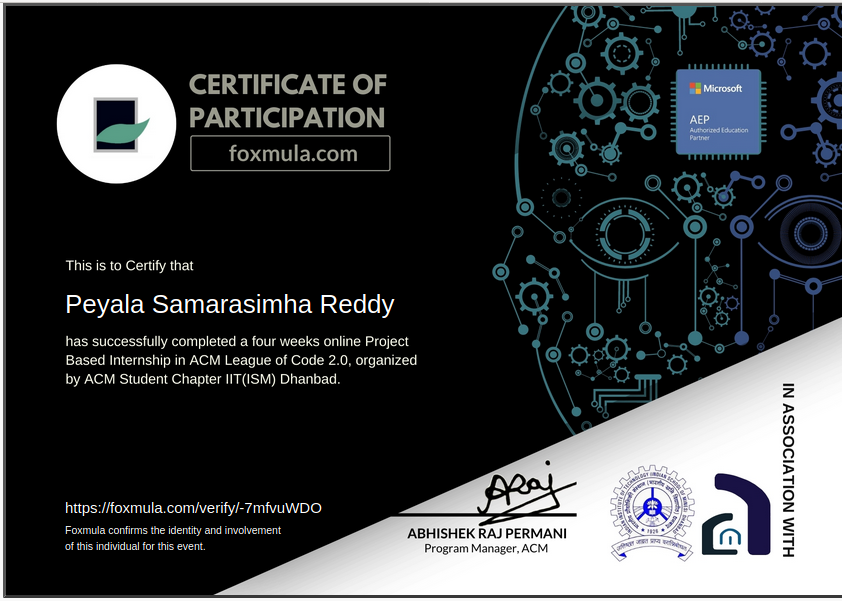 CERTIFICATE OF
PARTICIPATION
foxmula.com
Microsoft
AEP
Authorized Education
Partner
This is to Certify that
Peyala Samarasimha Reddy
has successfully completed a four weeks online Project
Based Internship in ACM League of Code 2.0, organized
by ACM Student Chapter IIT(ISM) Dhanbad.
https://foxmula.com/verify/-7mfvuWDO
Foxmula confirms the identity and involvement
of this individual for this event.
ABHISHEK RAJ PERMANI
Program Manager, ACM
IN ASSOCIATION WITH